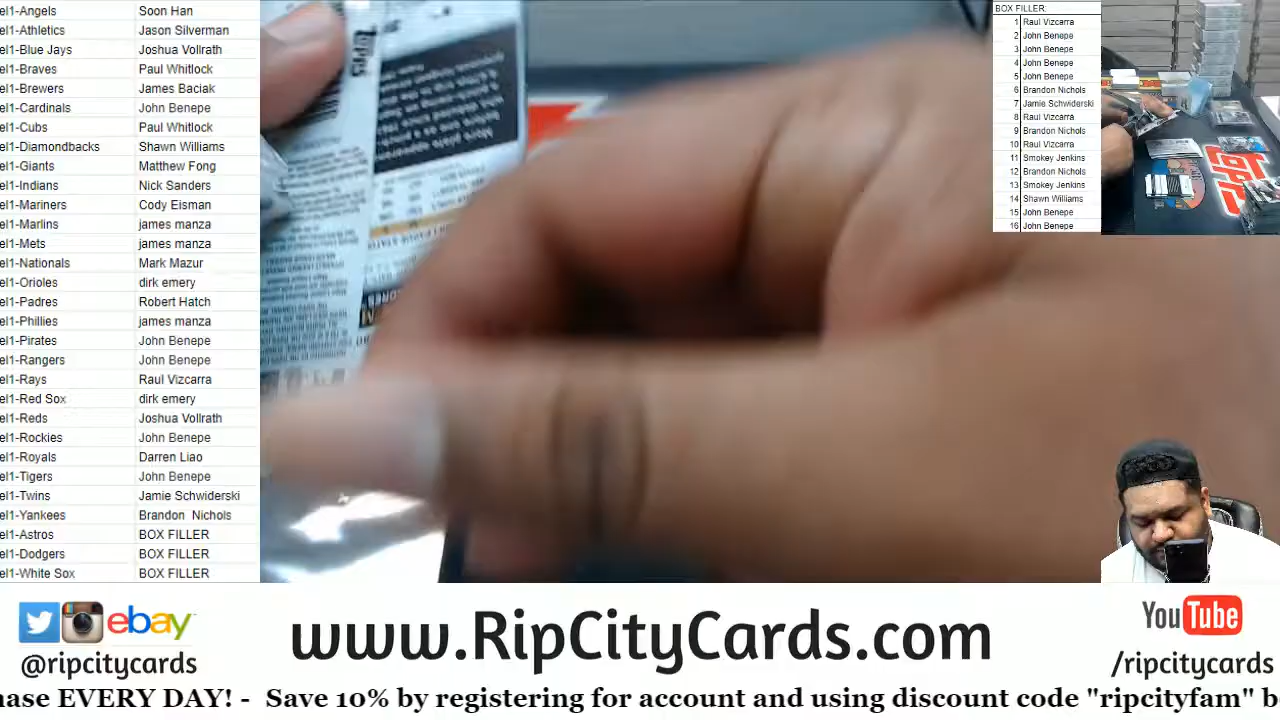 el1-Angels Soon Han
el1-Athletics Jason Silverman
el1-Blue Jays Joshua Vollrath
el1-Braves Paul Whitlock
el1-Brewers James Baciak
el1-Cardinals John Benepe
el1-Cubs Paul Whitlock
el1-Diamondbacks Shawn Williams
el1-Giants Matthew Fong
el1-Indians Nick Sanders
el1-Mariners Cody Eisman
el1-Marlins james manza
el1-Mets james manza
el1-Nationals Mark Mazur
el1-Orioles dirk emery
el1-Padres Robert Hatch
el1-Phillies james manza
el1-Pirates John Benepe
el1-Rangers John Benepe
el1-Rays Raul Vizcarra
el1-Red Sox dirk emery
el1-Reds Joshua Vollrath
el1-Rockies John Benepe
el1-Royals Darren Liao
el1-Tigers John Benepe
el1-Twins Jamie Schwiderski
el1-Yankees Brandon Nichols
el1-Astros BOX FILLER
el1-Dodgers BOX FILLER
el1-White Sox BOX FILLER
topps
BOX FILLER:
1 Raul Vizcarra
2 John Benepe
3 John Benepe
4 John Benepe
5 John Benepe
6 Brandon Nichols
7 Jamie Schwiderski
8 Raul Vizcarra
9 Brandon Nichols
10 Raul Vizcarra
11 Smokey Jenkins
12 Brandon Nichols
13 Smokey Jenkins
14 Shawn Williams
15 John Benepe
16 John Benepe
topps
ebay
@ripcitycards
www.RipCityCards.com
YouTube
/ripcitycards
hase EVERY DAY! - Save 10% by registering for account and using discount code "ripcityfam" b